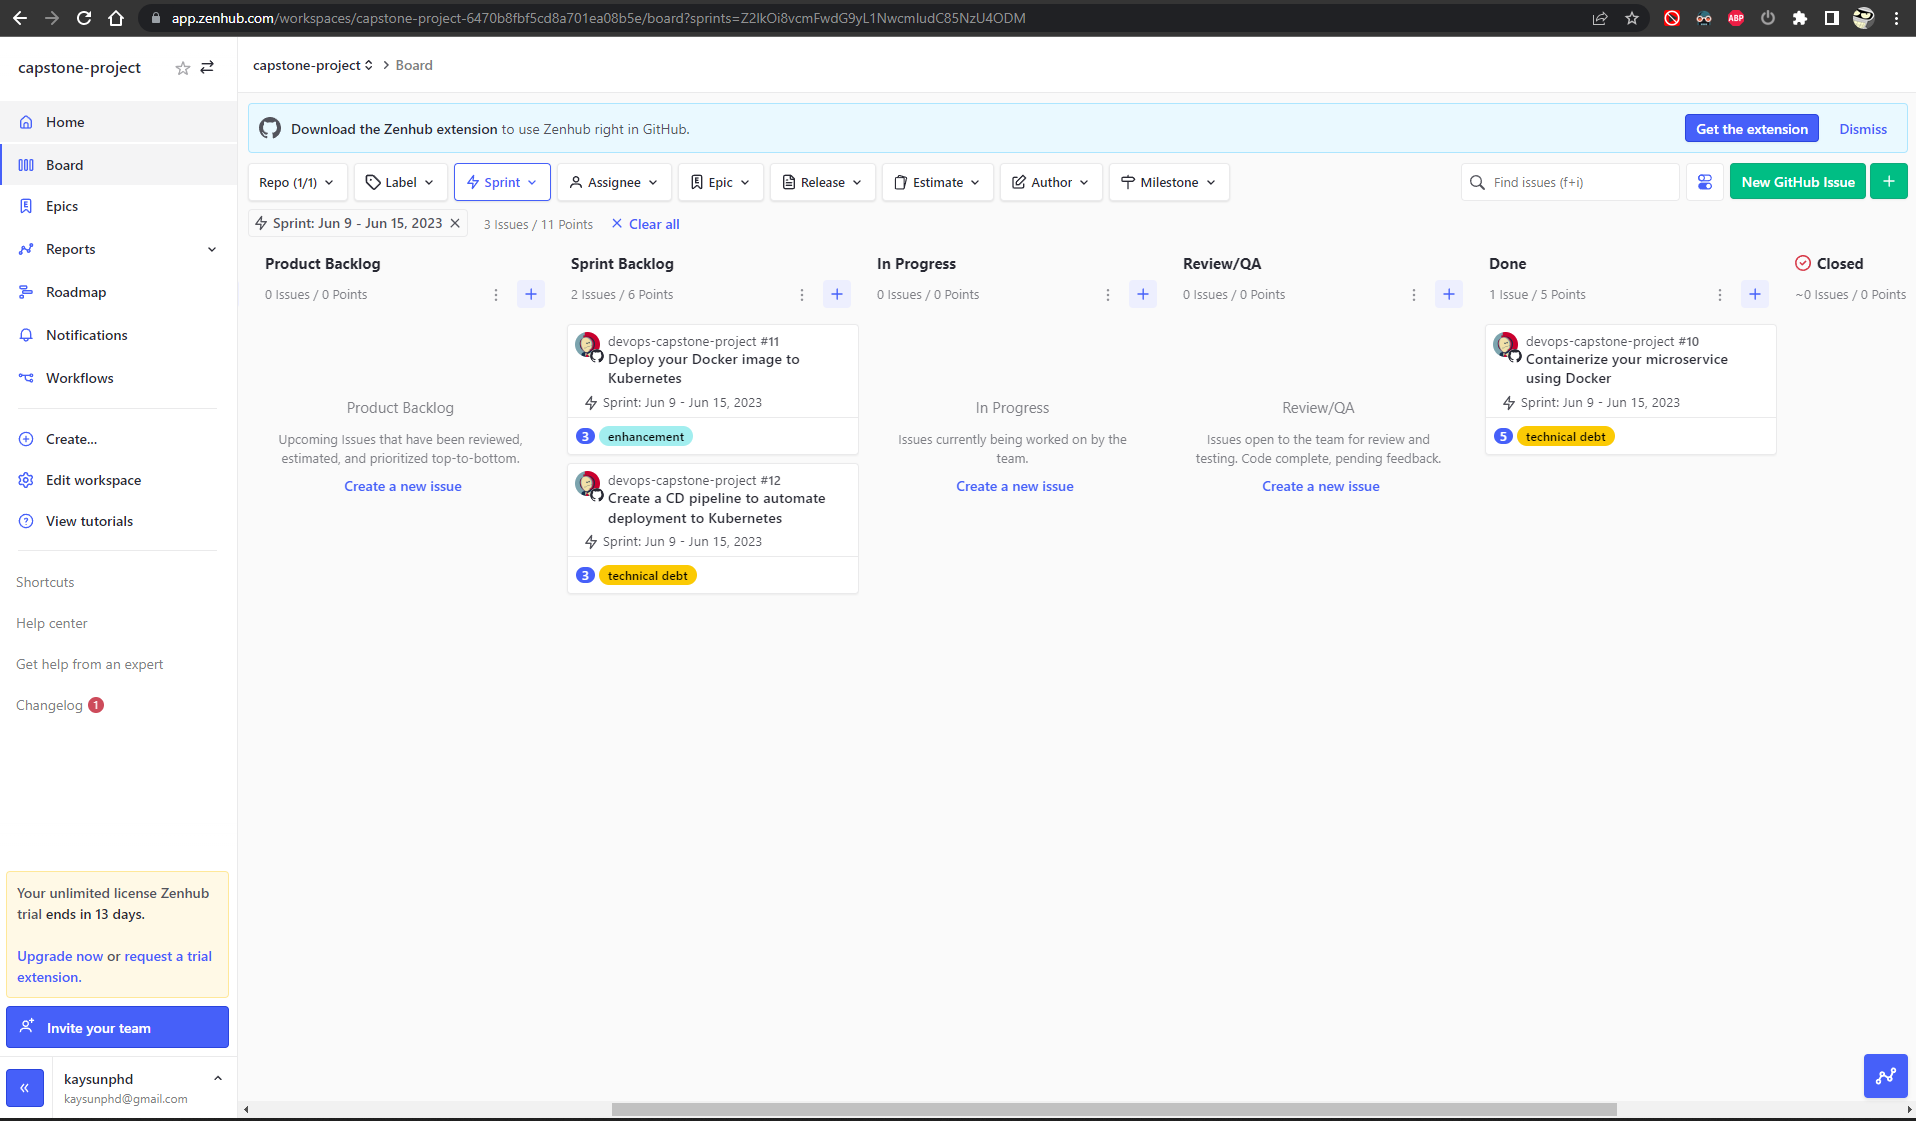 app.zenhub.com/workspaces/capstone-project-6470b8fbf5cd8a701ea08b5e/board?sprints=Z2lkOi8vcmFwdG9yL1NwcmludC85NzU4ODM
ABP
capstone-project
capstone-project > Board
Home
Board
Epics
Reports
Roadmap
Notifications
Workflows
Create...
Edit workspace
View tutorials
Shortcuts
Help center
Get help from an expert
Changelog 1
Your unlimited license Zenhub
trial ends in 13 days.
Upgrade now or request a trial
extension.
Invite your team
kaysunphd
kaysunphd@gmail.com
Download the Zenhub extension to use Zenhub right in GitHub.
Get the extension
Dismiss
Repo (1/1)
Label
Sprint
Assignee
Epic
Release
Estimate
Author
Milestone
Find issues (f+i)
New GitHub Issue
+
Sprint: Jun 9 - Jun 15, 2023
3 Issues / 11 Points
Clear all
Product Backlog
0 Issues / 0 Points
Product Backlog
Upcoming Issues that have been reviewed,
estimated, and prioritized top-to-bottom.
Create a new issue
Sprint Backlog
2 Issues / 6 Points
devops-capstone-project #11
Deploy your Docker image to
Kubernetes
Sprint: Jun 9 - Jun 15, 2023
3 enhancement
devops-capstone-project #12
Create a CD pipeline to automate
deployment to Kubernetes
Sprint: Jun 9 - Jun 15, 2023
3 technical debt
In Progress
0 Issues / 0 Points
In Progress
Issues currently being worked on by the
team.
Create a new issue
Review/QA
0 Issues / 0 Points
Review/QA
Issues open to the team for review and
testing. Code complete, pending feedback.
Create a new issue
Done
1 Issue / 5 Points
devops-capstone-project #10
Containerize your microservice
using Docker
Sprint: Jun 9 - Jun 15, 2023
5 technical debt
Closed
~0 Issues / 0 Points